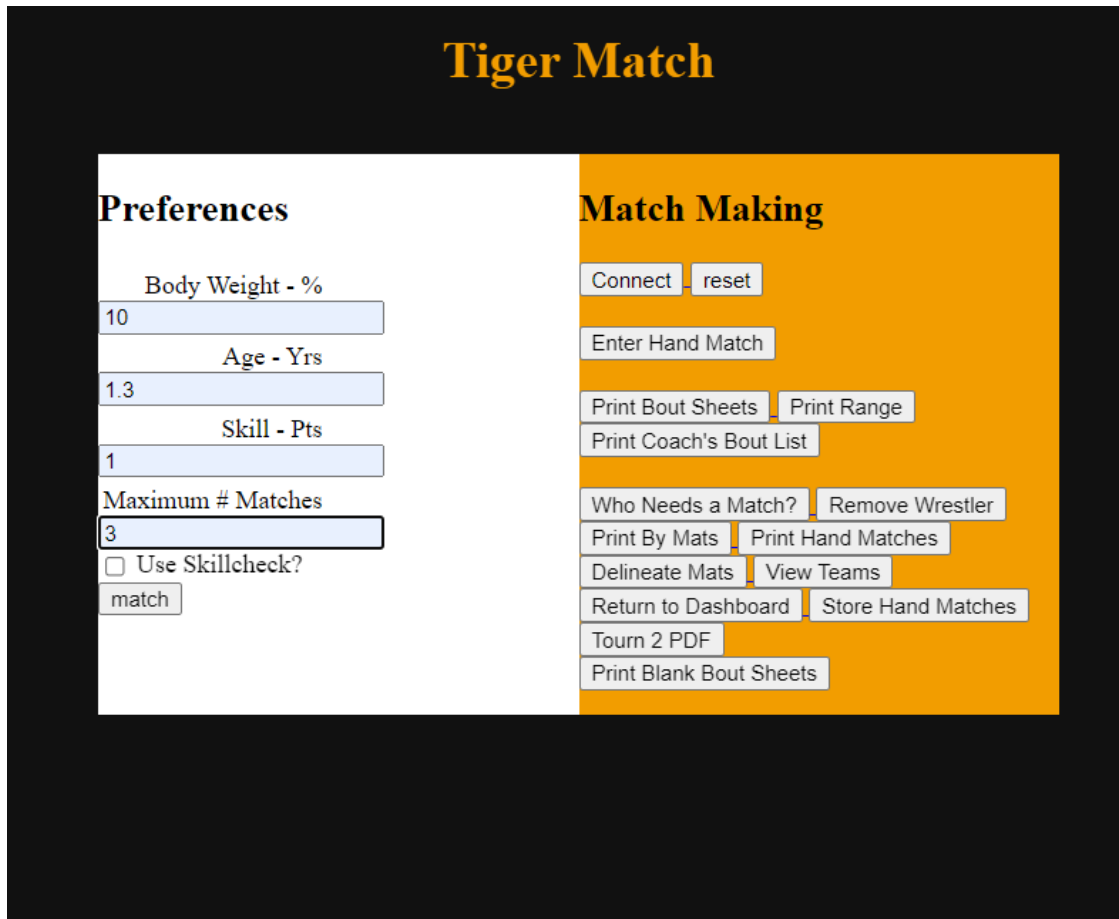 Tiger Match
Preferences
Body Weight - %
10
Age - Yrs
1.3
Skill - Pts
1
Maximum # Matches
3
Use Skillcheck?
match
Match Making
Connect reset
Enter Hand Match
Print Bout Sheets Print Range
Print Coach's Bout List
Who Needs a Match? Remove Wrestler
Print By Mats Print Hand Matches
Delineate Mats View Teams
Return to Dashboard Store Hand Matches
Tourn 2 PDF
Print Blank Bout Sheets